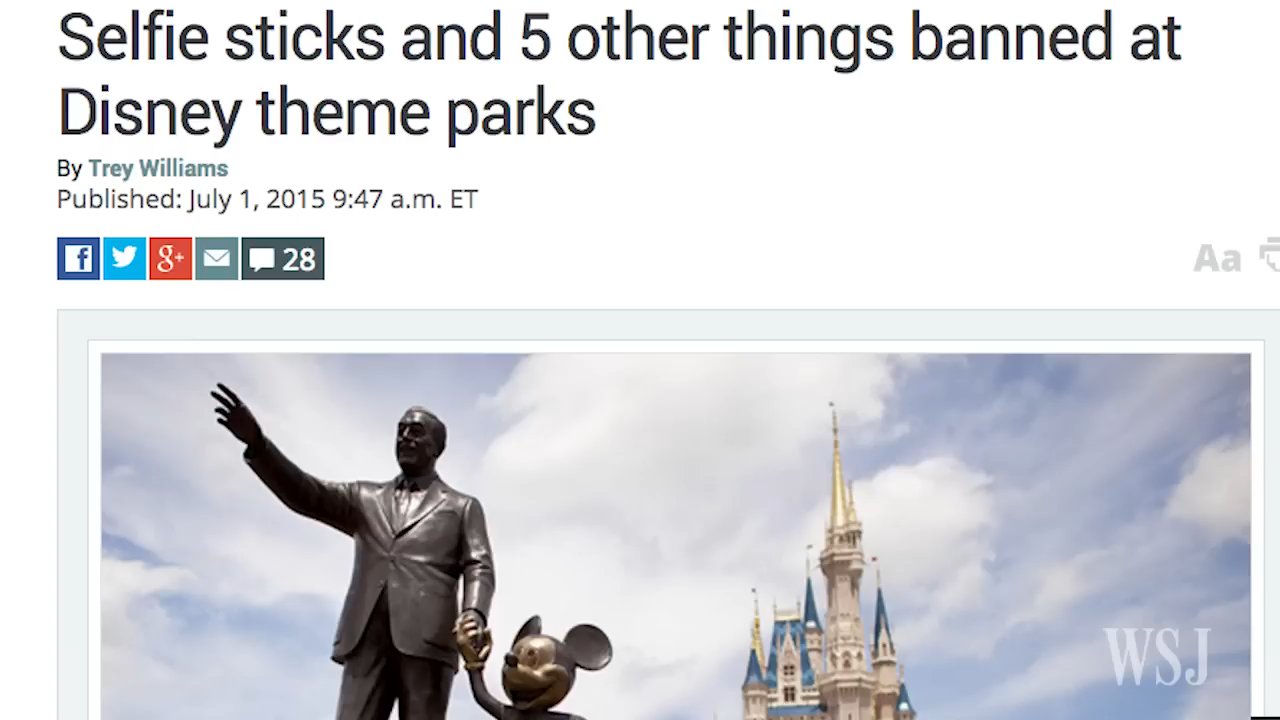 Selfie sticks and 5 other things banned at
Disney theme parks
By Trey Williams
Published: July 1, 2015 9:47 a.m. ET
f g+ 28
Aa
WSJ